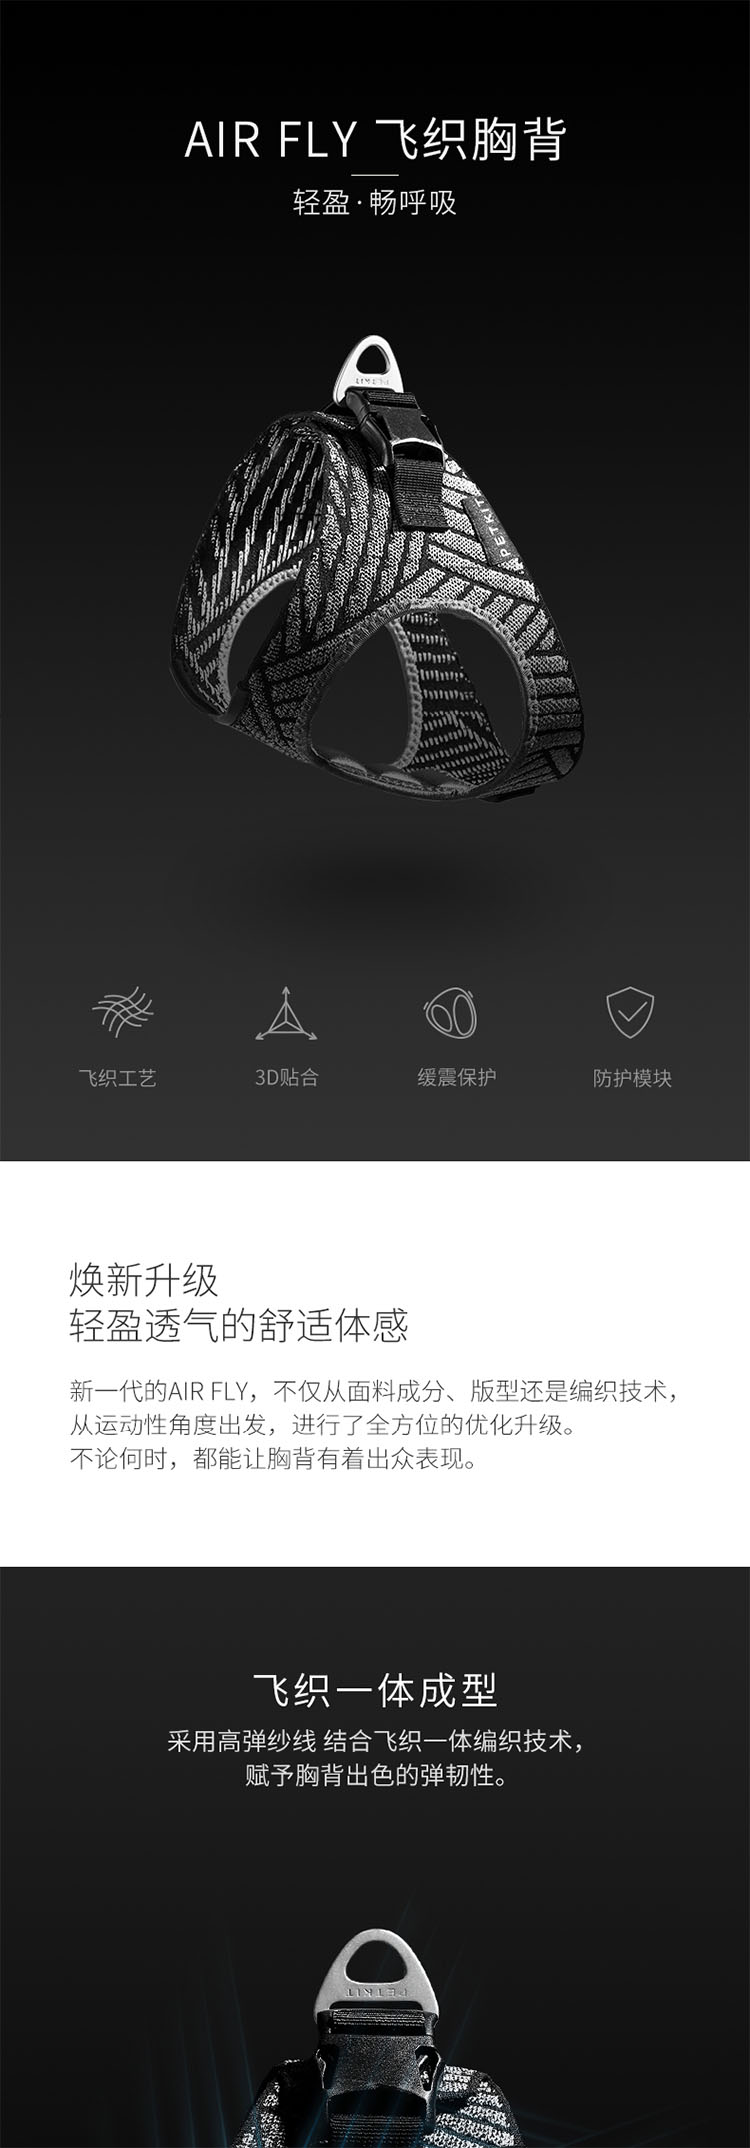 AIR FLY 飞织胸背
轻盈·畅呼吸
PETKIT
PETKIT
飞织工艺
3D贴合
缓震保护
防护模块
焕新升级
轻盈透气的舒适体感
新一代的AIR FLY，不仅从面料成分、版型还是编织技术，
从运动性角度出发，进行了全方位的优化升级。
不论何时，都能让胸背有着出众表现。
飞织一体成型
采用高弹纱线 结合飞织一体编织技术，
赋予胸背出色的弹韧性。
PETKIT